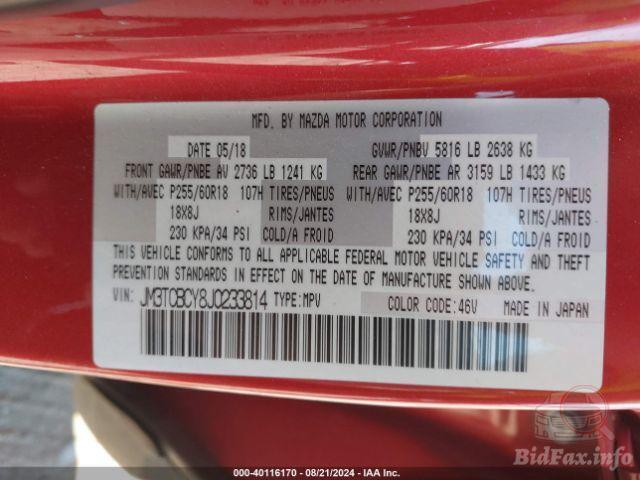 MFD. BY MAZDA MOTOR CORPORATION
DATE 05/18 GVWR/PNBV 5816 LB 2638 KG
FRONT GAWR/PNBE AV 2736 LB 1241 KG REAR GAWR/PNBE AR 3159 LB 1433 KG
WITH/AVEC P255/60R18 107H TIRES/PNEUS WITH/AVEC P255/60R18 107H TIRES/PNEUS
18X8J RIMS/JANTES 18X8J RIMS/JANTES
230 KPA/34 PSI COLD/A FROID 230 KPA/34 PSI COLD/A FROID
THIS VEHICLE CONFORMS TO ALL APPLICABLE FEDERAL MOTOR VEHICLE SAFETY AND THEFT
PREVENTION STANDARDS IN EFFECT ON THE DATE OF MANUFACTURE SHOWN ABOVE.
VIN: JM3TCBCY8J0233814 TYPE:MPV COLOR CODE:46V MADE IN JAPAN
BidFax.info
000-40116170 - 08/21/2024 - IAA Inc.